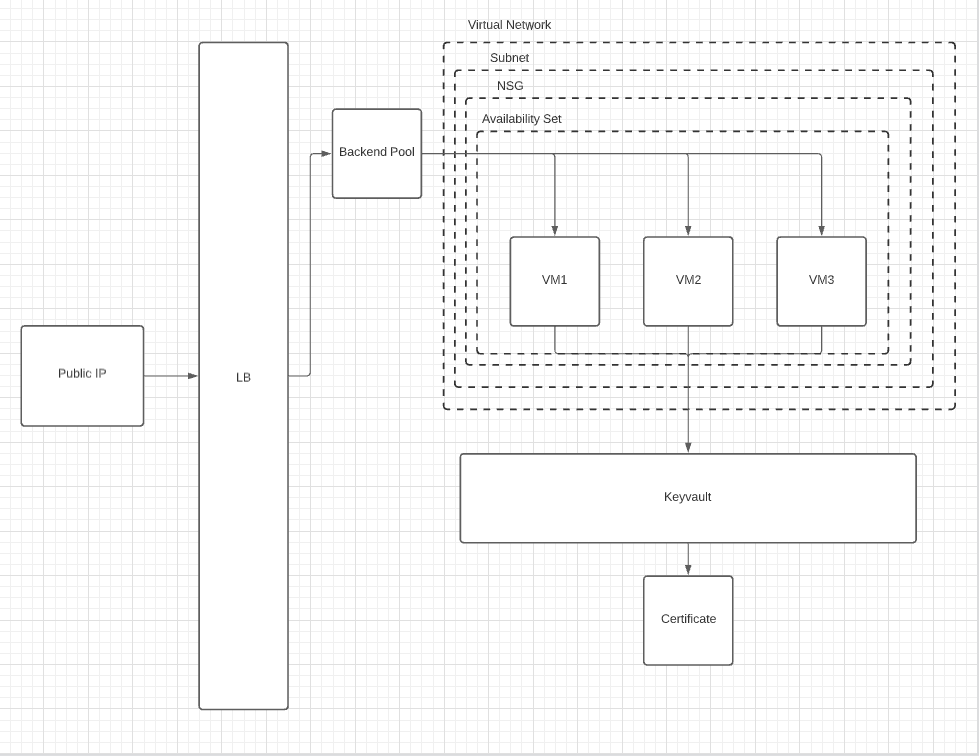 Virtual Network
Subnet
NSG
Availability Set
Backend Pool
VM1
VM2
VM3
Public IP
LB
Keyvault
Certificate